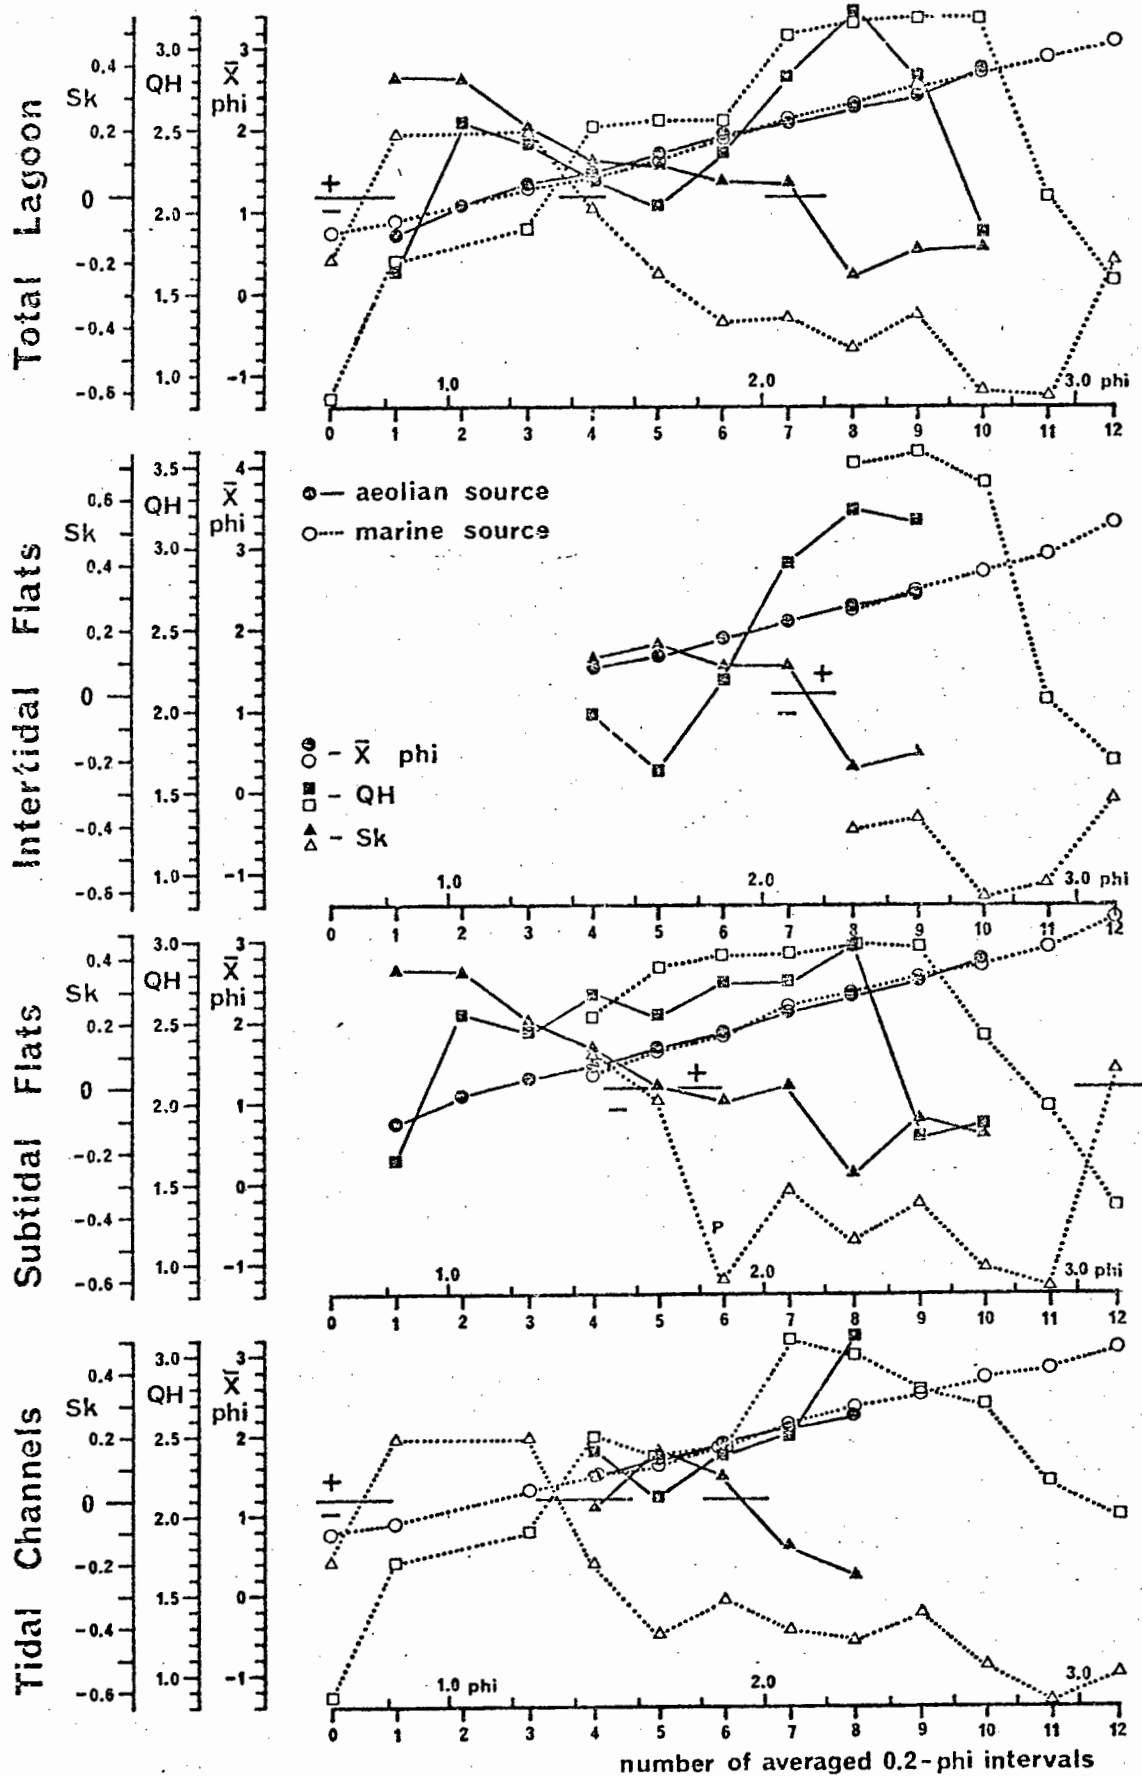 Total Lagoon
Sk
0.4
0.2
0
-0.2
-0.4
-0.6
QH
3.0
2.5
2.0
1.5
1.0
X̄
phi
3
2
1
0
-1
+
−
1.0
2.0
3.0 phi
0 1 2 3 4 5 6 7 8 9 10 11 12
Intertidal Flats
Sk
0,6
0.4
0.2
0
-0.2
-0.4
-0.6
QH
3.5
3.0
2.5
2.0
1.5
1.0
X̄
phi
4
3
2
1
0
-1
— aeolian source
marine source
- X̄ phi
- QH
- Sk
+
−
1.0
2.0
3.0 phi
0 1 2 3 4 5 6 7 8 9 10 11 12
Subtidal Flats
Sk
0.4
0.2
0
-0.2
-0.4
-0.6
QH
3.0
2.5
2.0
1.5
1.0
X̄
phi
3
2
1
0
-1
+
−
P
1.0
2.0
3.0 phi
0 1 2 3 4 5 6 7 8 9 10 11 12
Tidal Channels
Sk
0.4
0.2
0
-0.2
-0.4
-0.6
QH
3.0
2.5
2.0
1.5
1.0
X̄
phi
3
2
1
0
-1
+
−
1.0 phi
2.0
3.0
0 1 2 3 4 5 6 7 8 9 10 11 12
number of averaged 0.2-phi intervals